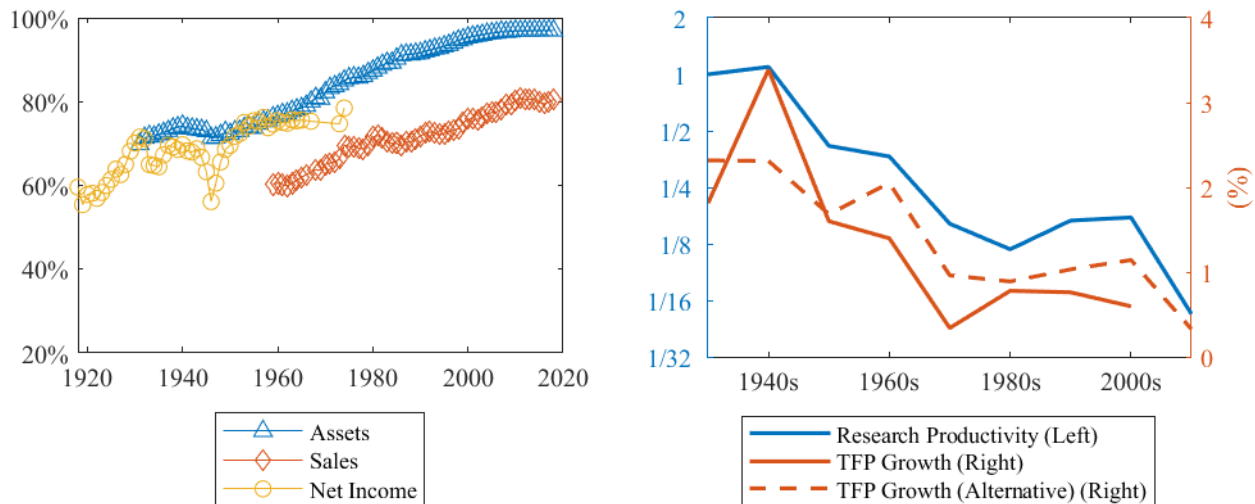 100%
80%
60%
40%
20%
1920 1940 1960 1980 2000 2020
Assets
Sales
Net Income
2
1
1/2
1/4
1/8
1/16
1/32
4
3
2
1
0
(%)
1940s 1960s 1980s 2000s
Research Productivity (Left)
TFP Growth (Right)
TFP Growth (Alternative) (Right)